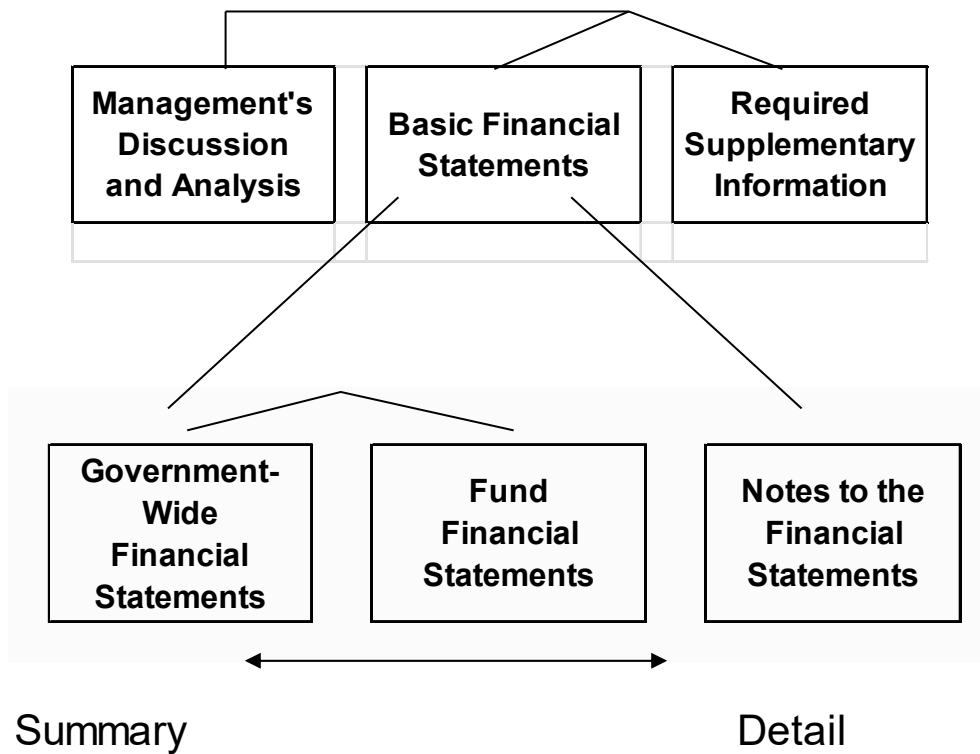 Management's
Discussion
and Analysis
Basic Financial
Statements
Required
Supplementary
Information
Government-
Wide
Financial
Statements
Fund
Financial
Statements
Notes to the
Financial
Statements
Summary
Detail